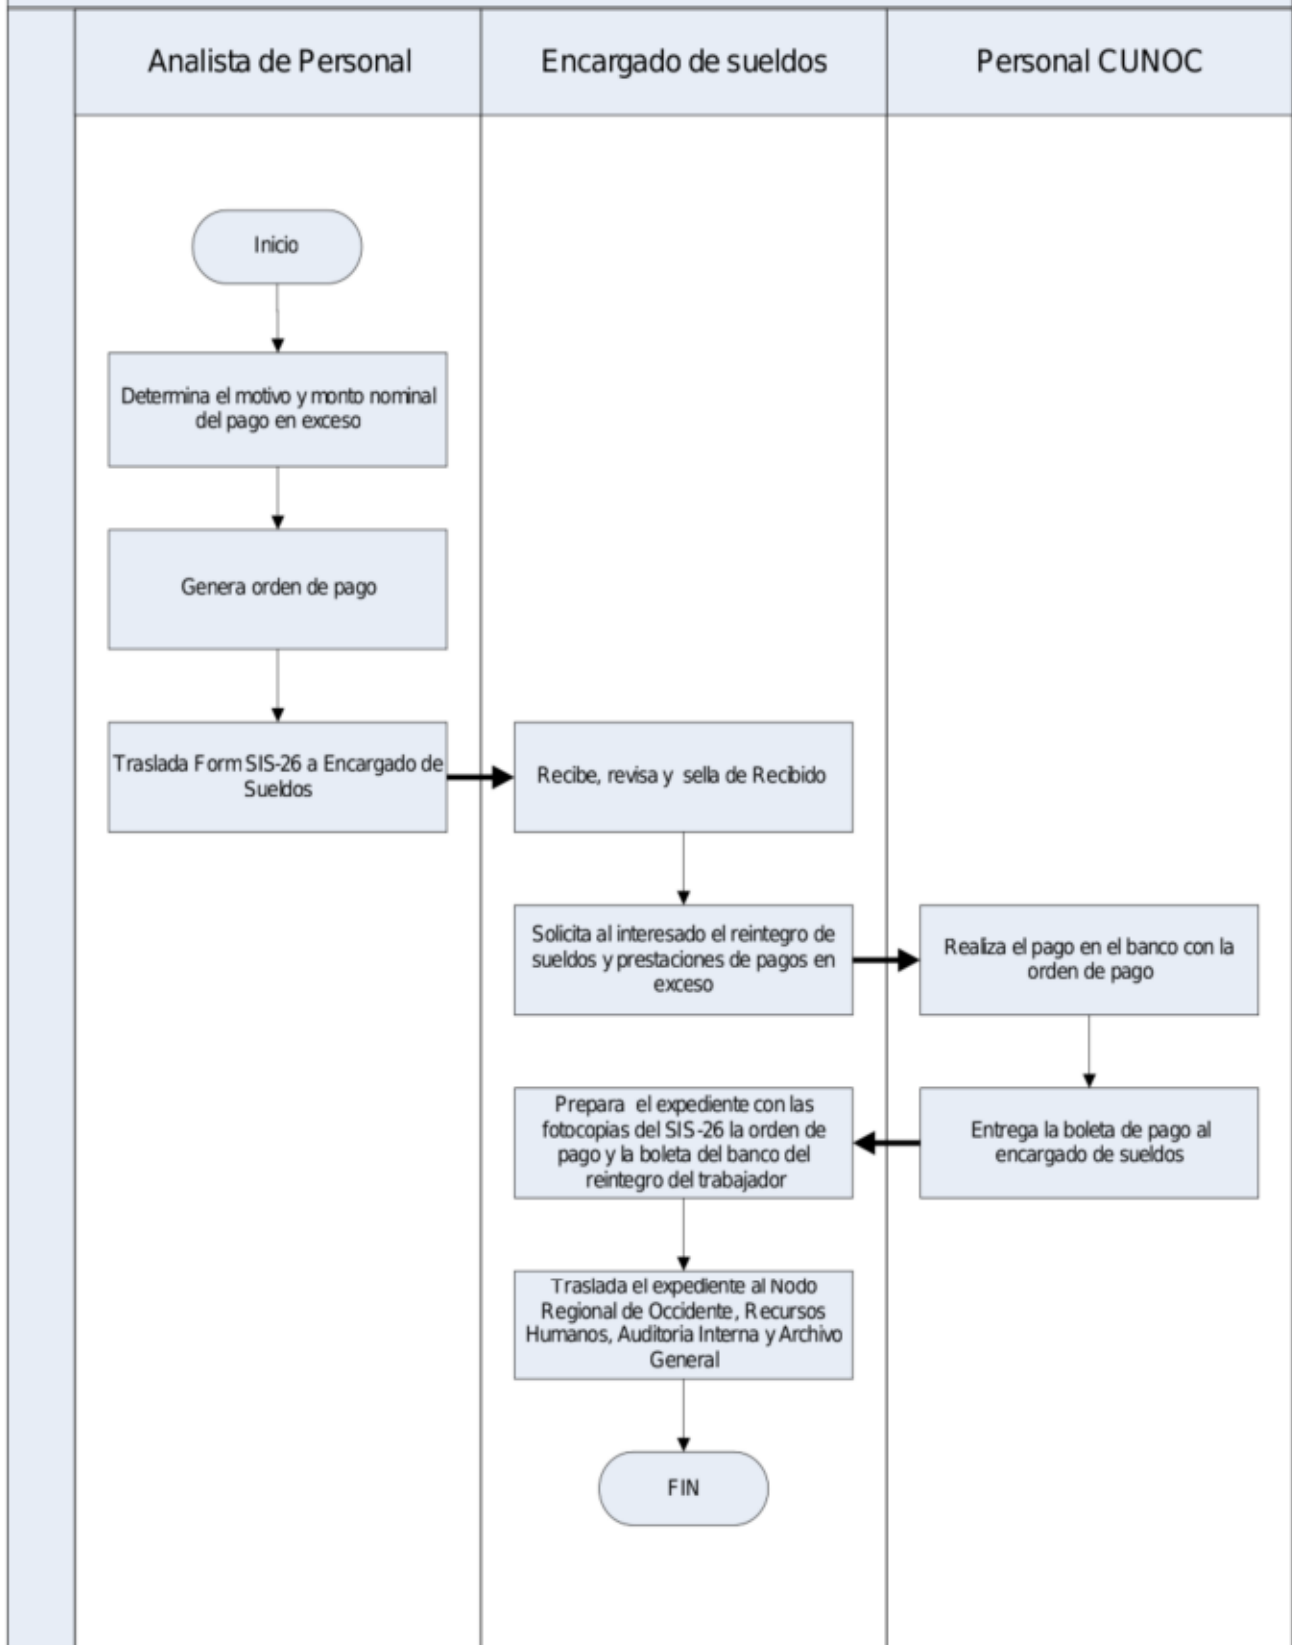 Analista de Personal
Encargado de sueldos
Personal CUNOC
Inicio
Determina el motivo y monto nominal
del pago en exceso
Genera orden de pago
Traslada Form SIS-26 a Encargado de
Sueldos
Recibe, revisa y sella de Recibido
Solicita al interesado el reintegro de
sueldos y prestaciones de pagos en
exceso
Realiza el pago en el banco con la
orden de pago
Entrega la boleta de pago al
encargado de sueldos
Prepara el expediente con las
fotocopias del SIS-26 la orden de
pago y la boleta del banco del
reintegro del trabajador
Traslada el expediente al Nodo
Regional de Occidente, Recursos
Humanos, Auditoria Interna y Archivo
General
FIN